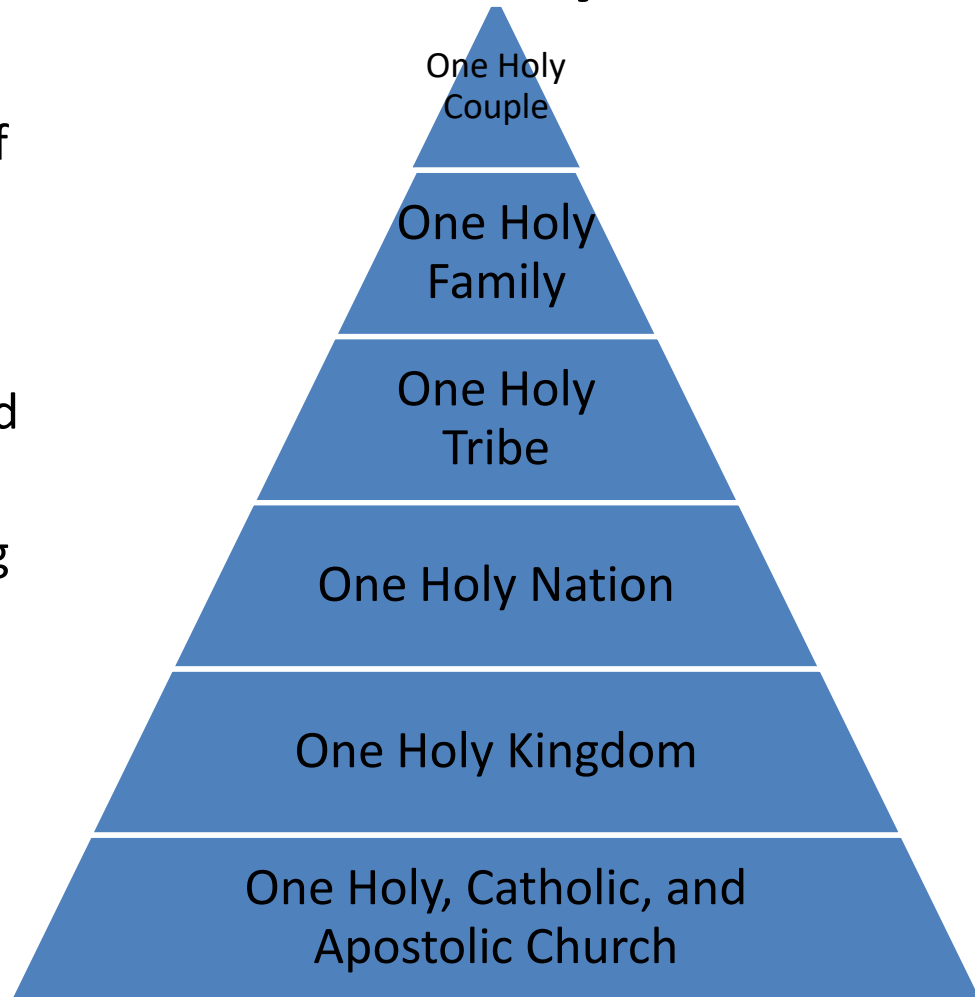 One Holy
Couple
One Holy
Family
One Holy
Tribe
One Holy Nation
One Holy Kingdom
One Holy, Catholic, and
Apostolic Church